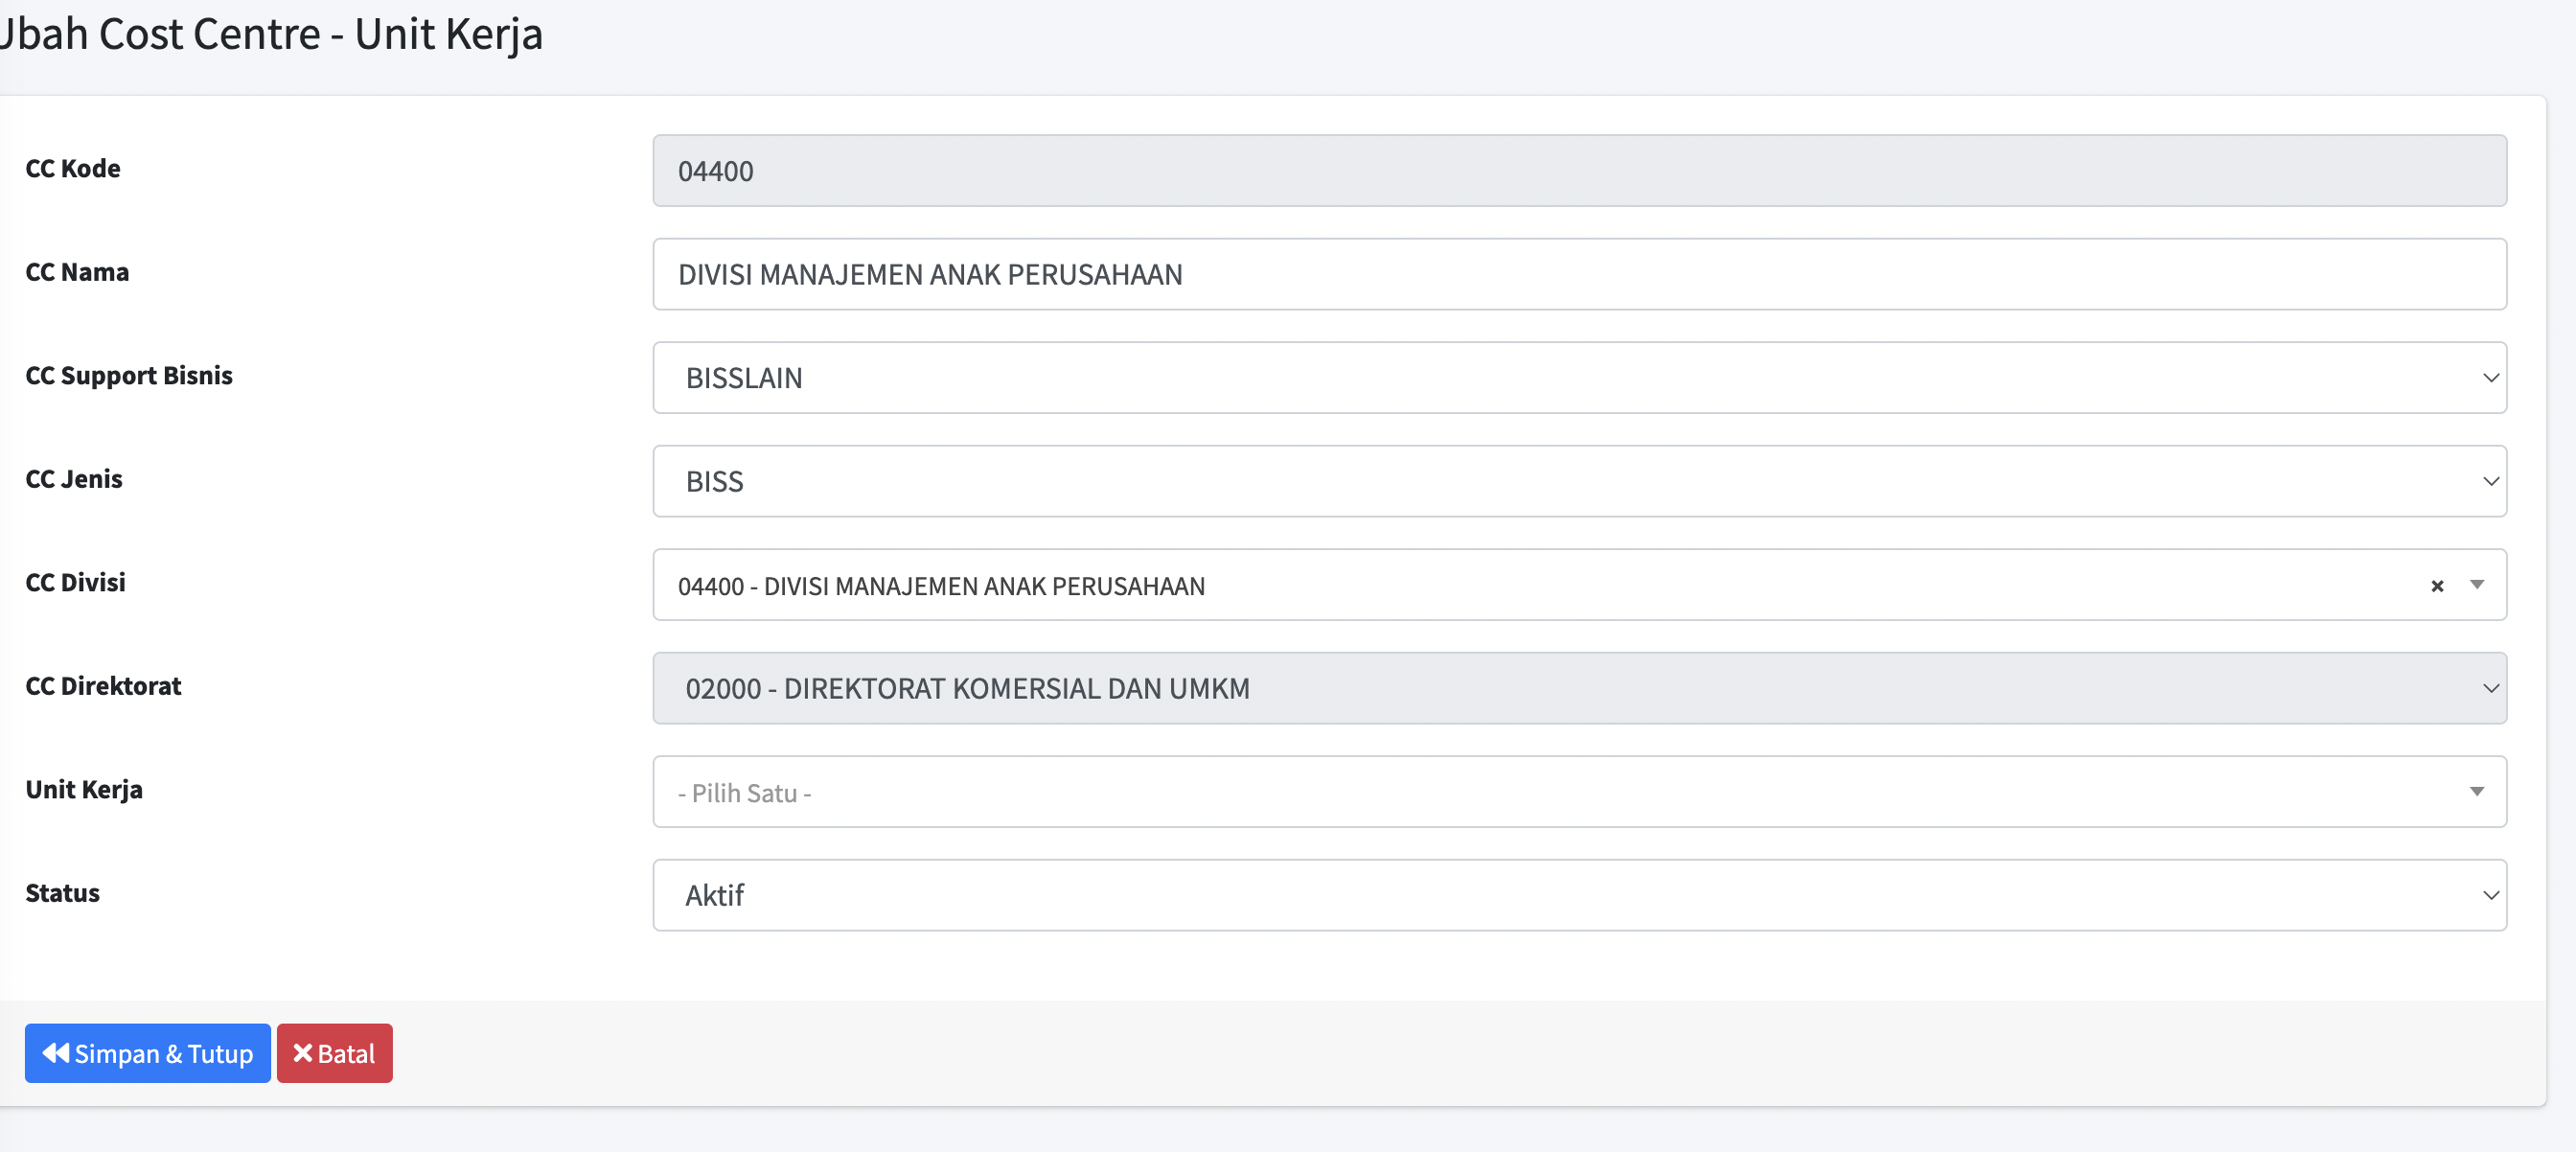 Ubah Cost Centre - Unit Kerja
CC Kode
04400
CC Nama
DIVISI MANAJEMEN ANAK PERUSAHAAN
CC Support Bisnis
BISSLAIN
CC Jenis
BISS
CC Divisi
04400 - DIVISI MANAJEMEN ANAK PERUSAHAAN
CC Direktorat
02000 - DIREKTORAT KOMERSIAL DAN UMKM
Unit Kerja
- Pilih Satu -
Status
Aktif
Simpan & Tutup
Batal